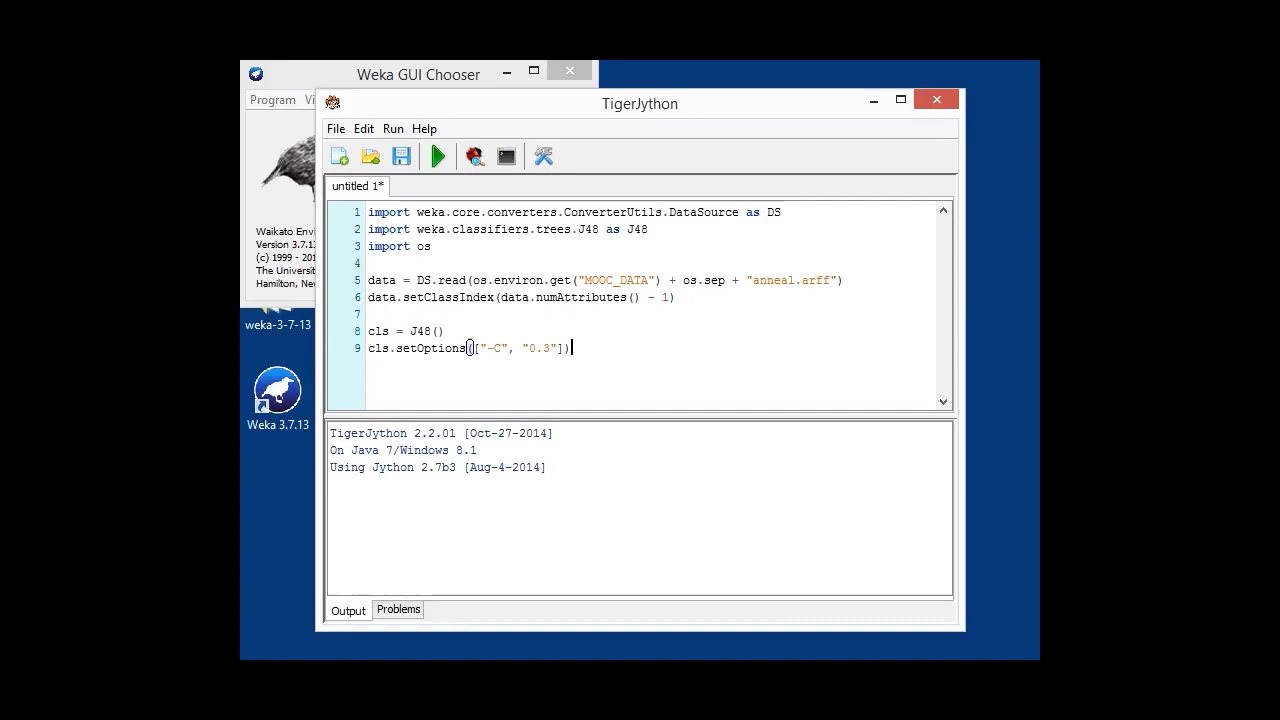 Weka GUI Chooser
Program Vi
Waikato Envi
Version 3.7.13
(c) 1999 - 201
The Universit
Hamilton, Nev
weka-3-7-13
Weka 3.7.13
TigerJython
File Edit Run Help
untitled 1*
1 import weka.core.converters.ConverterUtils.DataSource as DS
2 import weka.classifiers.trees.J48 as J48
3 import os
4
5 data = DS.read(os.environ.get("MOOC_DATA") + os.sep + "anneal.arff")
6 data.setClassIndex(data.numAttributes() - 1)
7
8 cls = J48()
9 cls.setOptions(["-C", "0.3"])
TigerJython 2.2.01 [Oct-27-2014]
On Java 7/Windows 8.1
Using Jython 2.7b3 [Aug-4-2014]
Output Problems